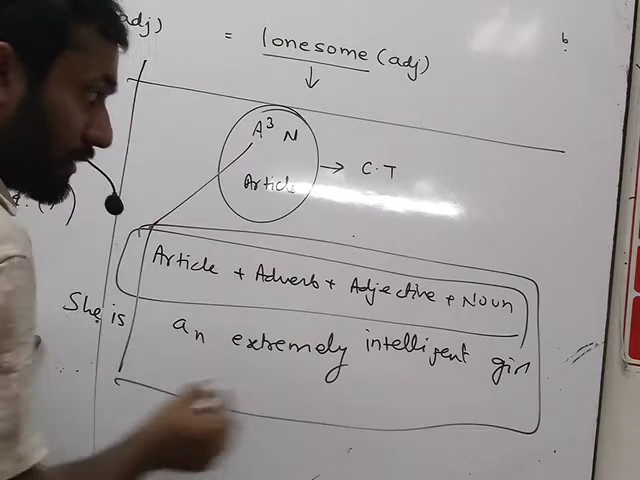 adj)
= lonesome (adj)
b
A³ N
Article → C.T
Article + Adverb + Adjective + Noun
She is an extremely intelligent girl